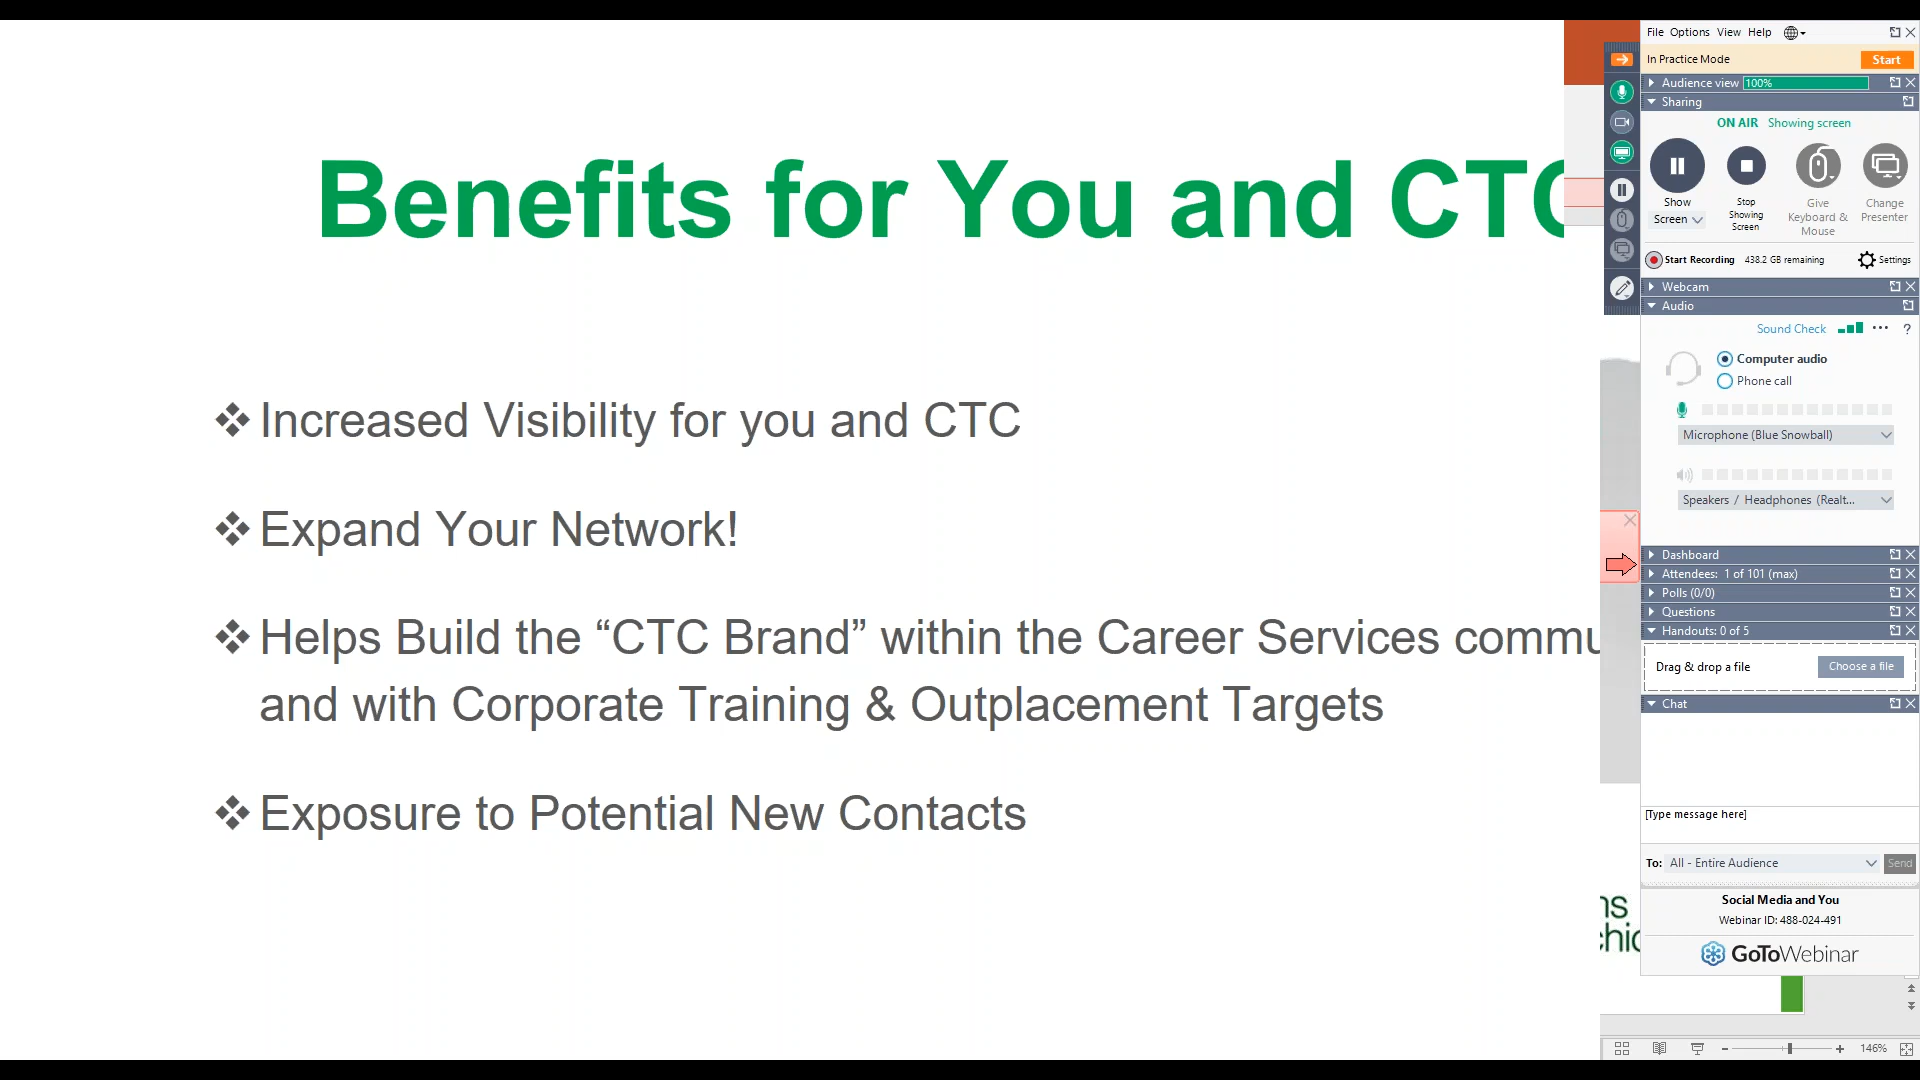 Benefits for You and CTC
❖ Increased Visibility for you and CTC
❖ Expand Your Network!
❖ Helps Build the “CTC Brand” within the Career Services commu
and with Corporate Training & Outplacement Targets
❖ Exposure to Potential New Contacts
File Options View Help
In Practice Mode Start
Audience view 100%
Sharing
ON AIR Showing screen
Show Screen
Stop Showing Screen
Give Keyboard & Mouse
Change Presenter
Start Recording 438.2 GB remaining Settings
Webcam
Audio
Sound Check ?
Computer audio
Phone call
Microphone (Blue Snowball)
Speakers / Headphones (Realt...
Dashboard
Attendees: 1 of 101 (max)
Polls (0/0)
Questions
Handouts: 0 of 5
Drag & drop a file Choose a file
Chat
[Type message here]
To: All - Entire Audience Send
Social Media and You
Webinar ID: 488-024-491
GoToWebinar
146%